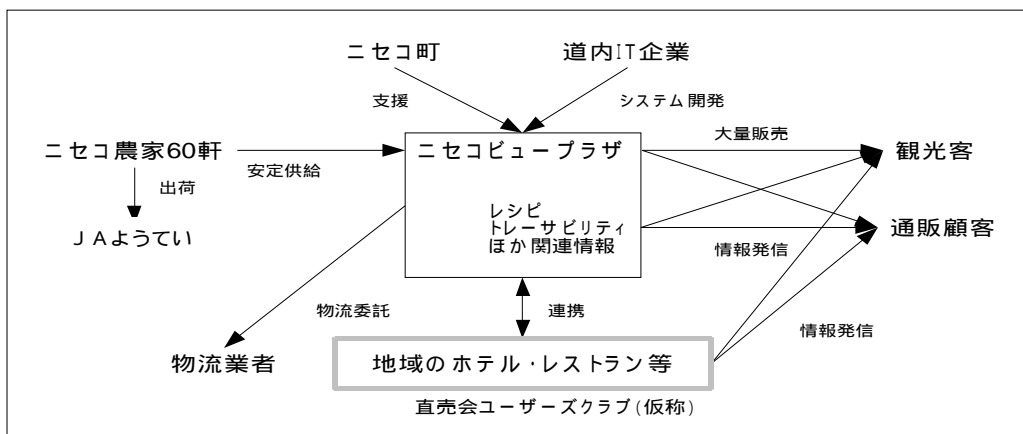 ニセコ町
道内IT企業
支援
システム開発
ニセコ農家60軒
安定供給
ニセコビュープラザ
大量販売
観光客
出荷
JAようてい
レシピ
トレーサビリティ
ほか関連情報
通販顧客
情報発信
物流委託
連携
情報発信
物流業者
地域のホテル・レストラン等
直売会ユーザーズクラブ(仮称)